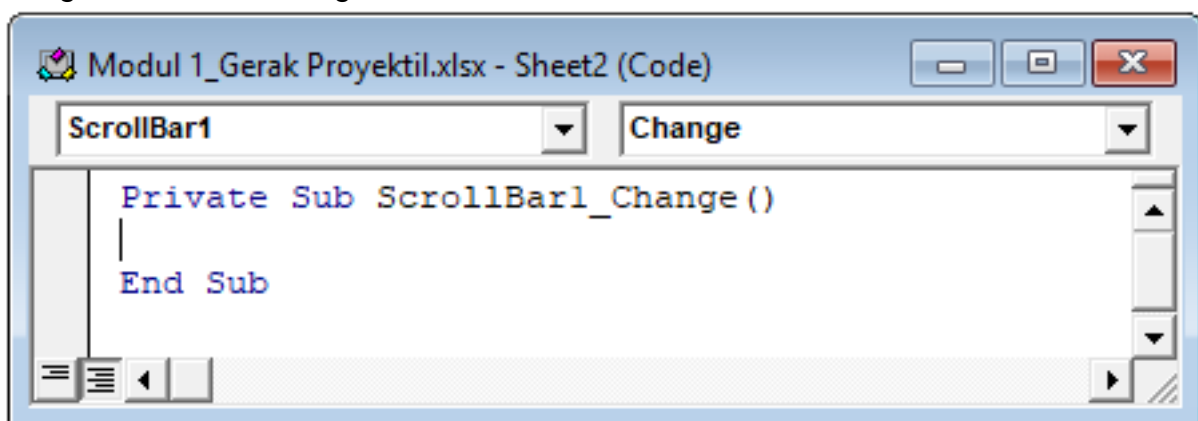 Modul 1_Gerak Proyektil.xlsx - Sheet2 (Code)
ScrollBar1 Change
Private Sub ScrollBar1_Change()
End Sub